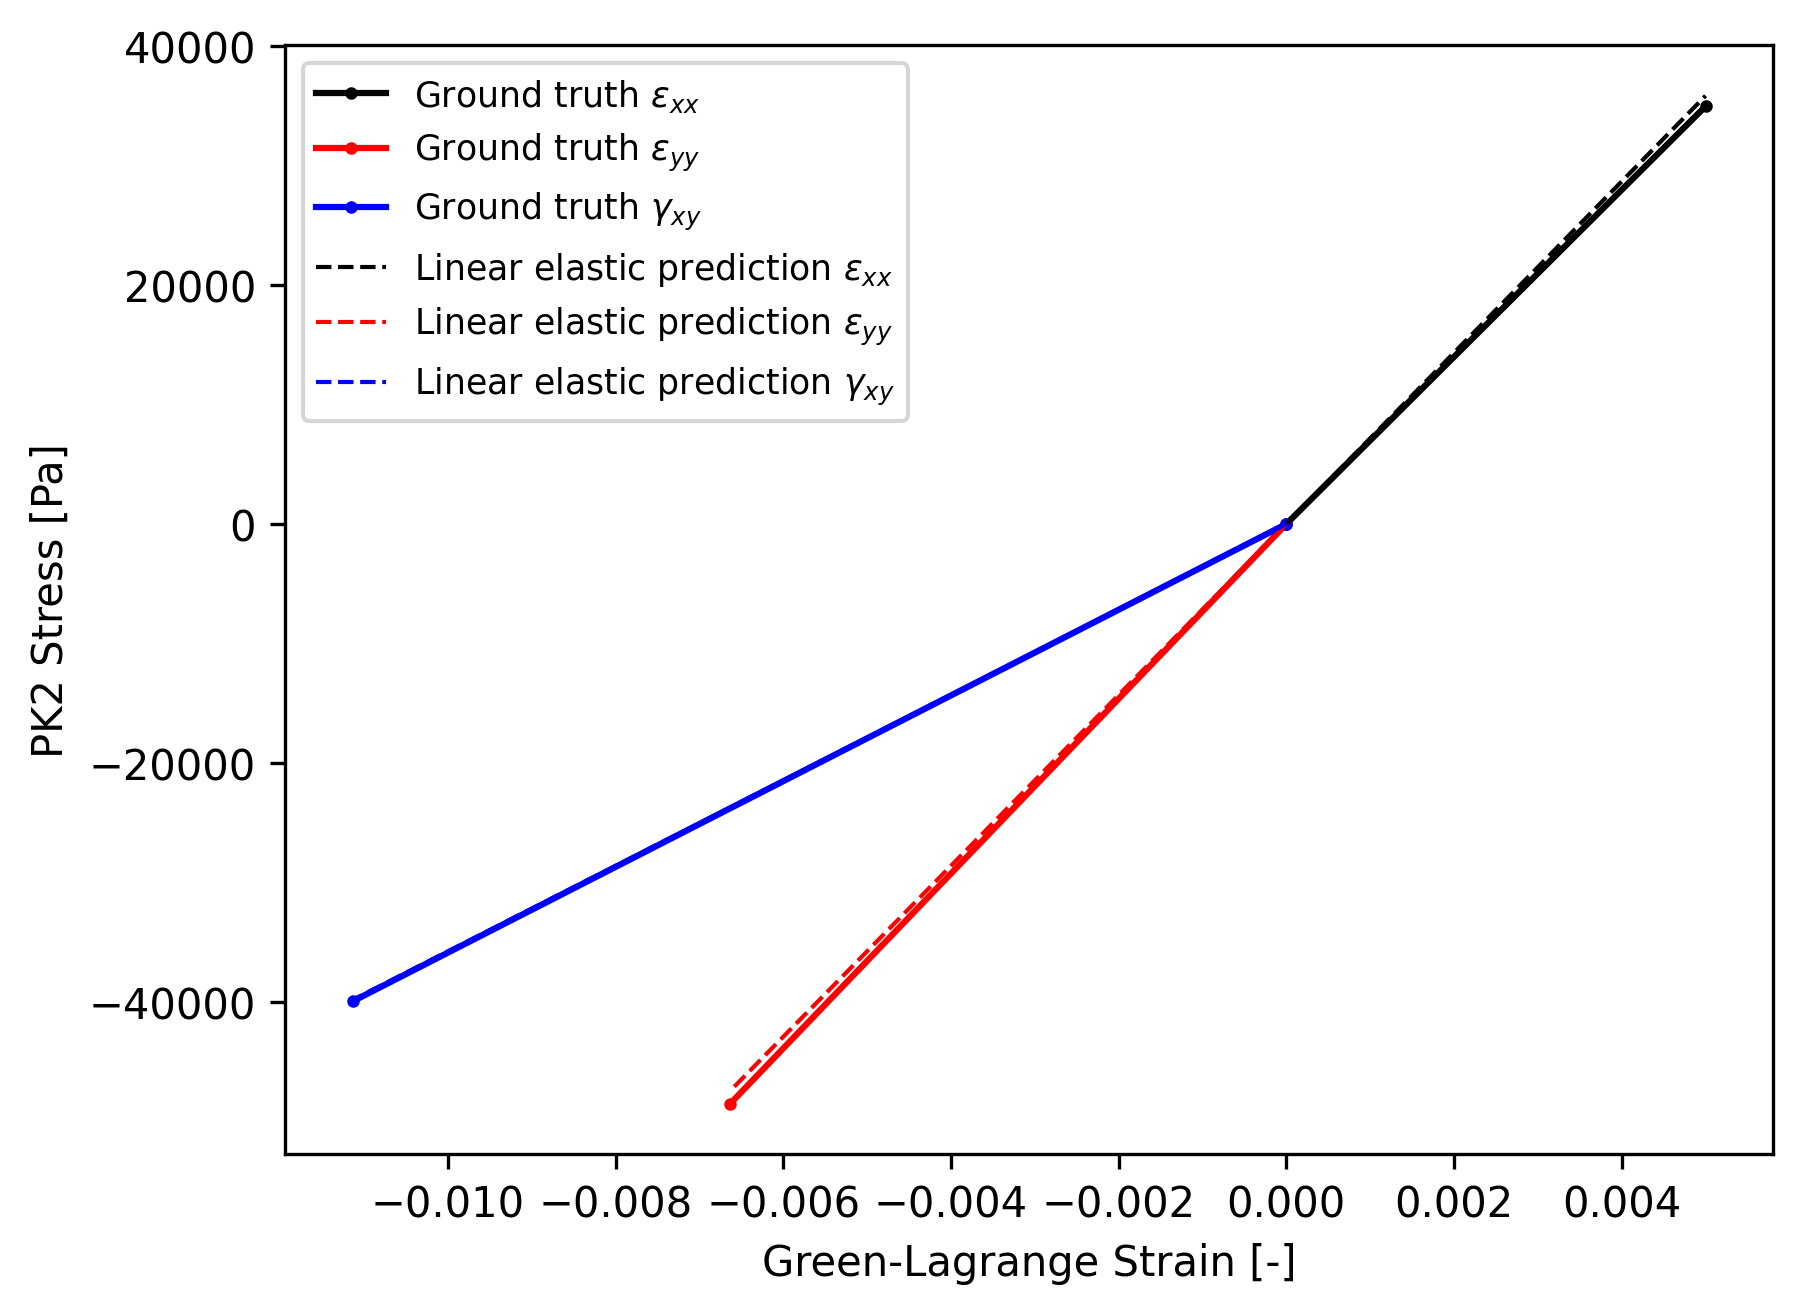 40000
20000
0
−20000
−40000
PK2 Stress [Pa]
Ground truth εxx
Ground truth εyy
Ground truth γxy
Linear elastic prediction εxx
Linear elastic prediction εyy
Linear elastic prediction γxy
−0.010 −0.008 −0.006 −0.004 −0.002 0.000 0.002 0.004
Green-Lagrange Strain [-]